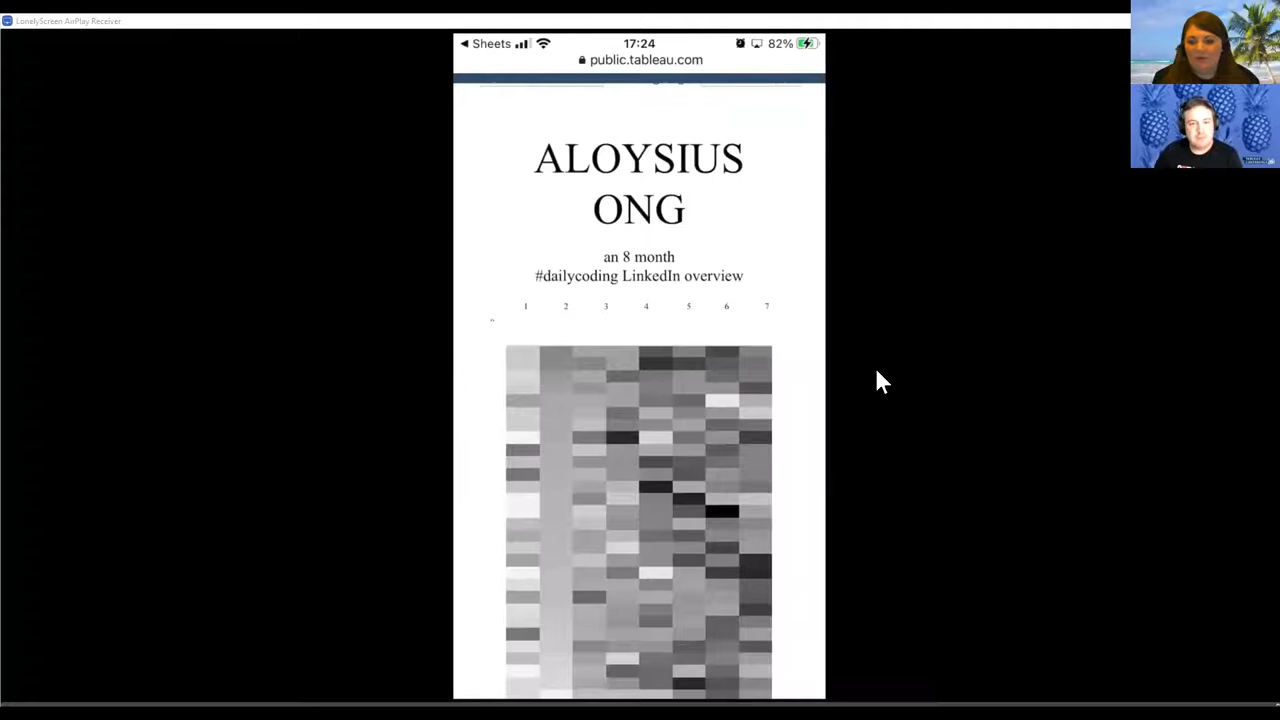 LonelyScreen AirPlay Receiver
Sheets
17:24
82%
public.tableau.com
ALOYSIUS
ONG
an 8 month
#dailycoding LinkedIn overview
1 2 3 4 5 6 7